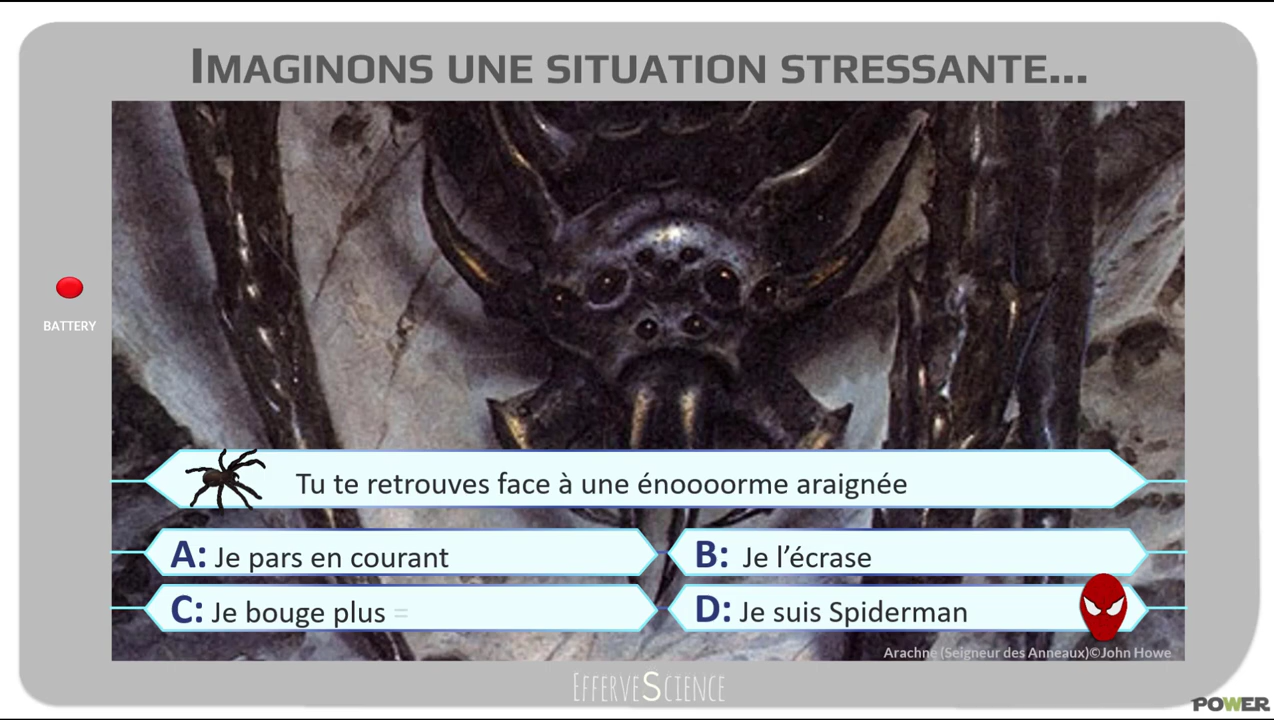 IMAGINONS UNE SITUATION STRESSANTE...
BATTERY
Tu te retrouves face à une énoooorme araignée
A: Je pars en courant
B: Je l'écrase
C: Je bouge plus =
D: Je suis Spiderman
Arachne (Seigneur des Anneaux)©John Howe
EFFERVESCIENCE
POWER